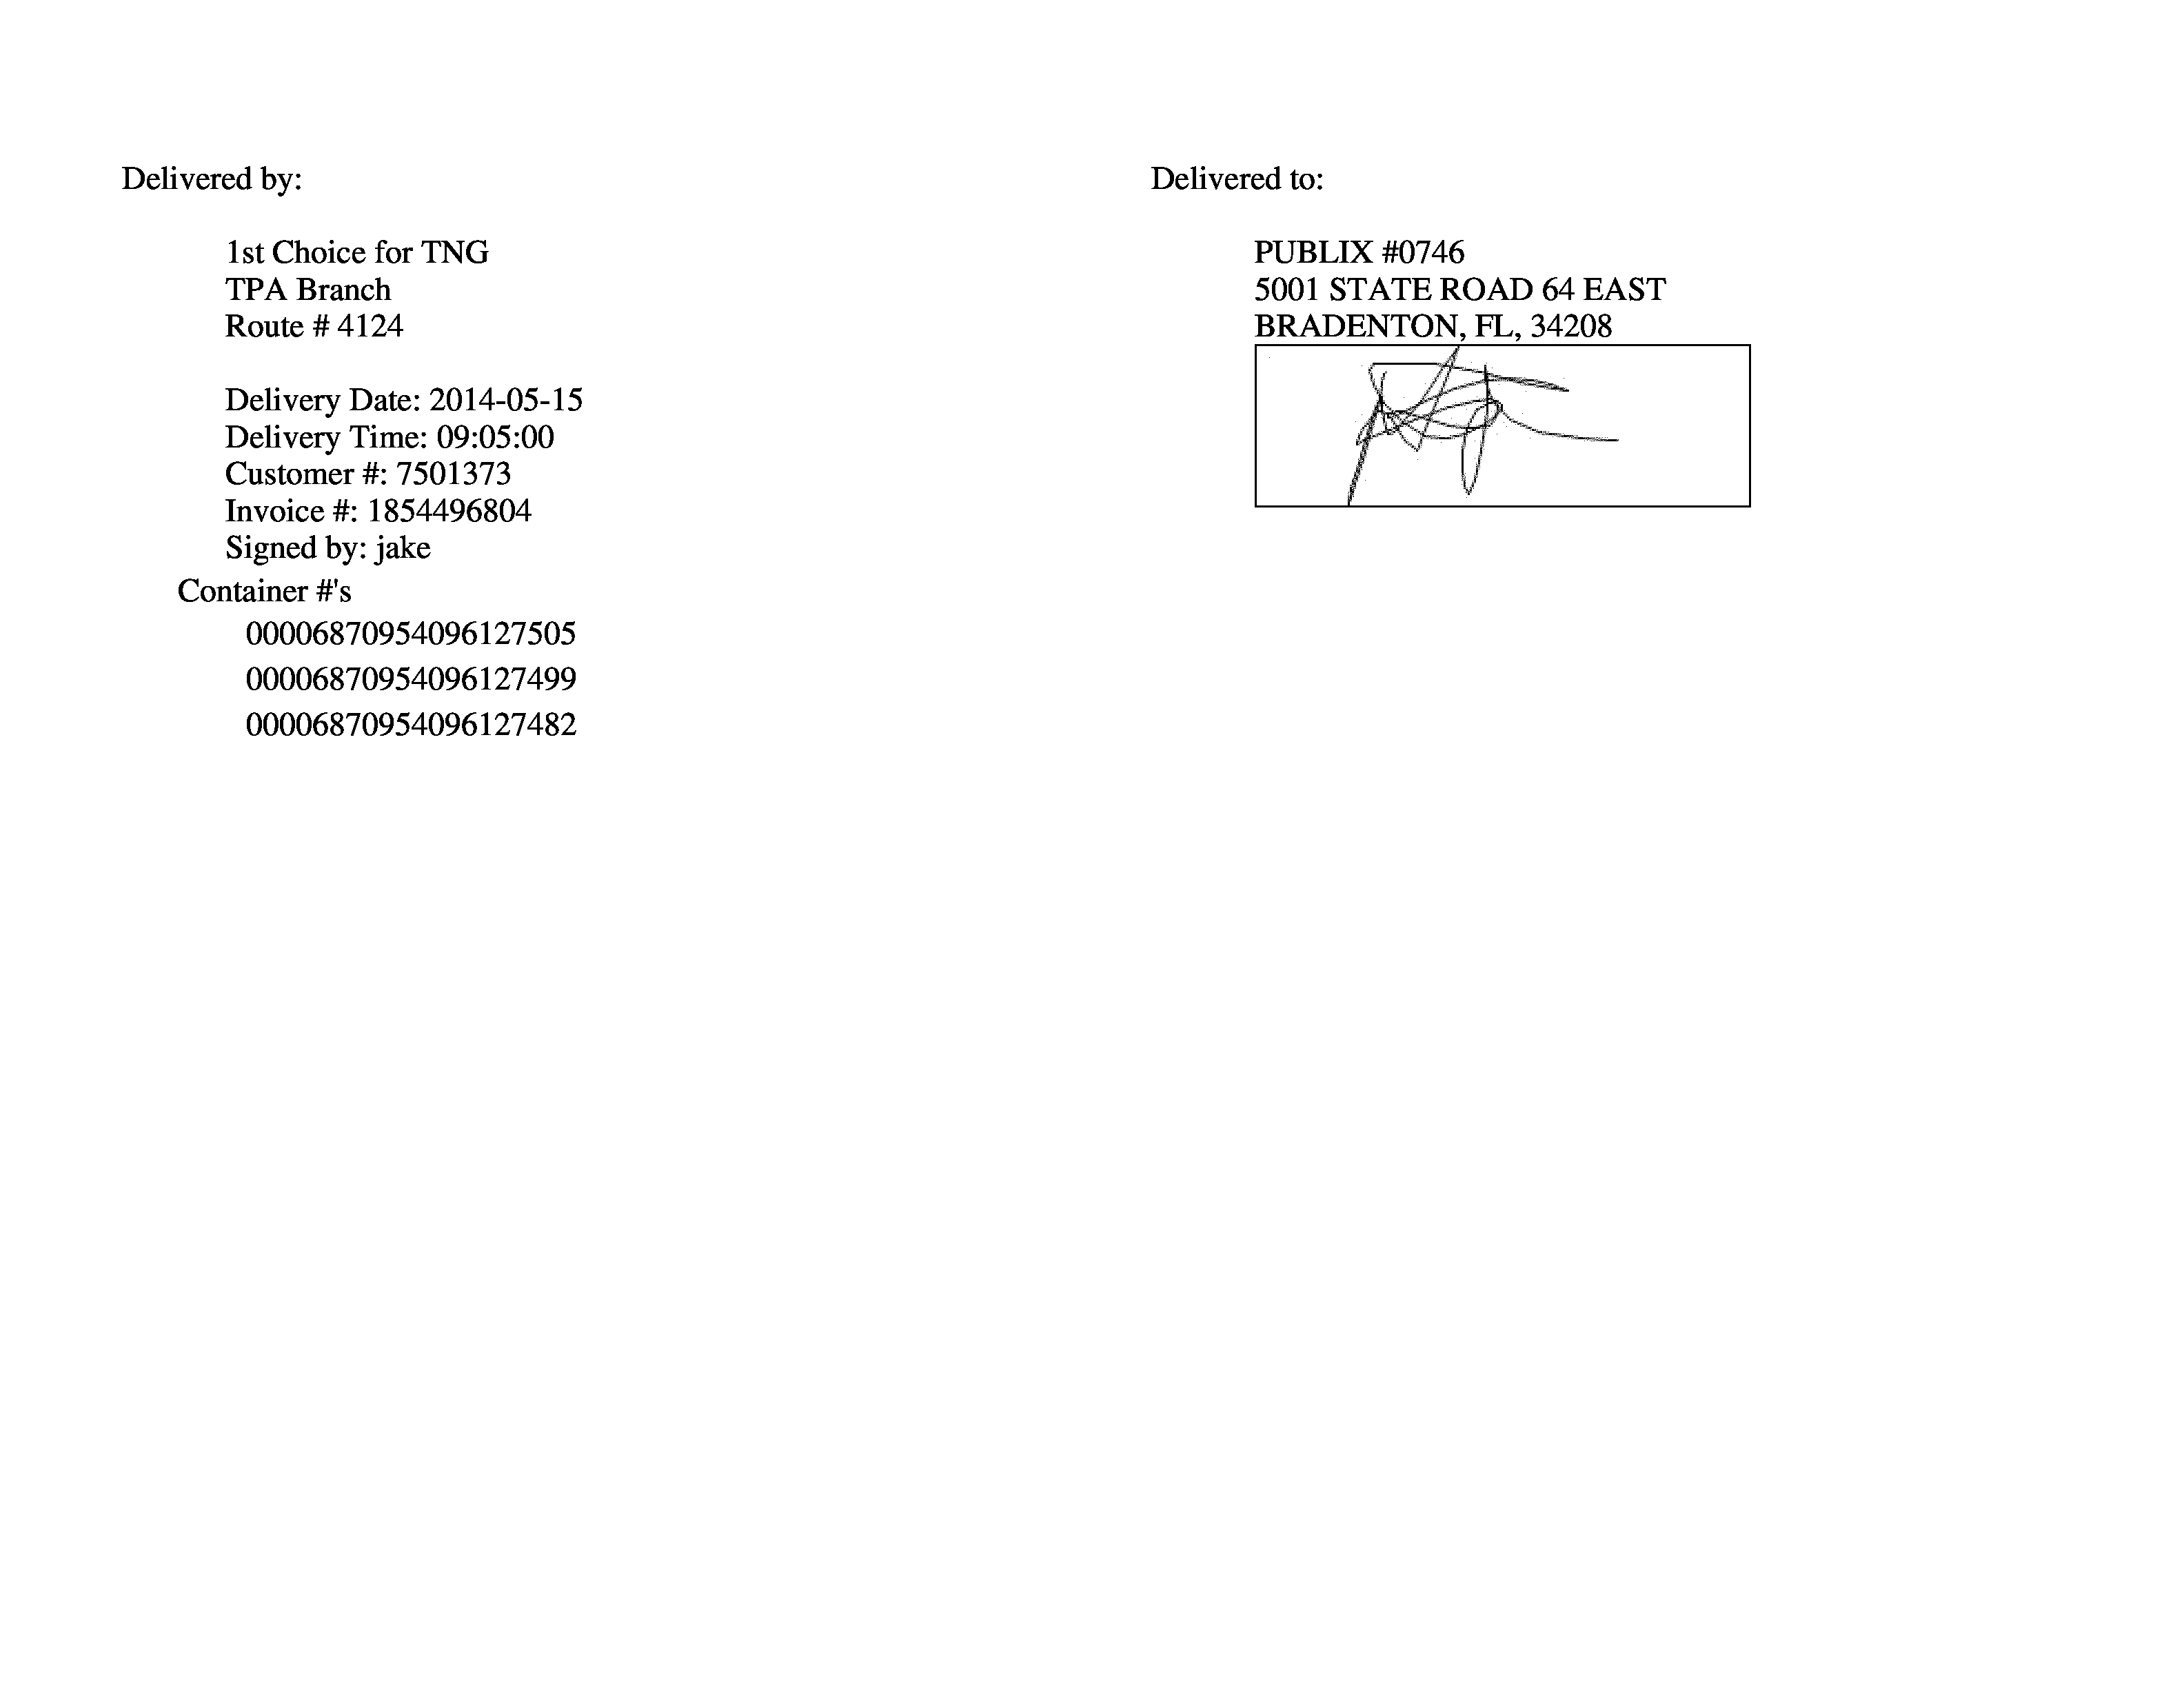 Delivered by:
1st Choice for TNG
TPA Branch
Route # 4124
Delivery Date: 2014-05-15
Delivery Time: 09:05:00
Customer #: 7501373
Invoice #: 1854496804
Signed by: jake
Container #'s
00006870954096127505
00006870954096127499
00006870954096127482
Delivered to:
PUBLIX #0746
5001 STATE ROAD 64 EAST
BRADENTON, FL, 34208